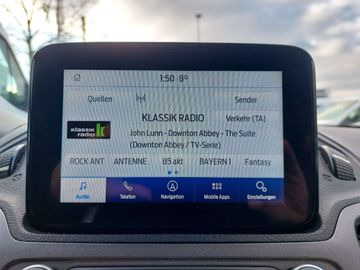 1:50 8°
Quellen Sender
KLASSIK RADIO Verkehr (TA)
klassik radio
John Lunn - Downton Abbey - The Suite
(Downton Abbey / TV-Serie)
ROCK ANT ANTENNE B5 akt BAYERN 1 Fantasy
Audio Telefon Navigation Mobile Apps Einstellungen